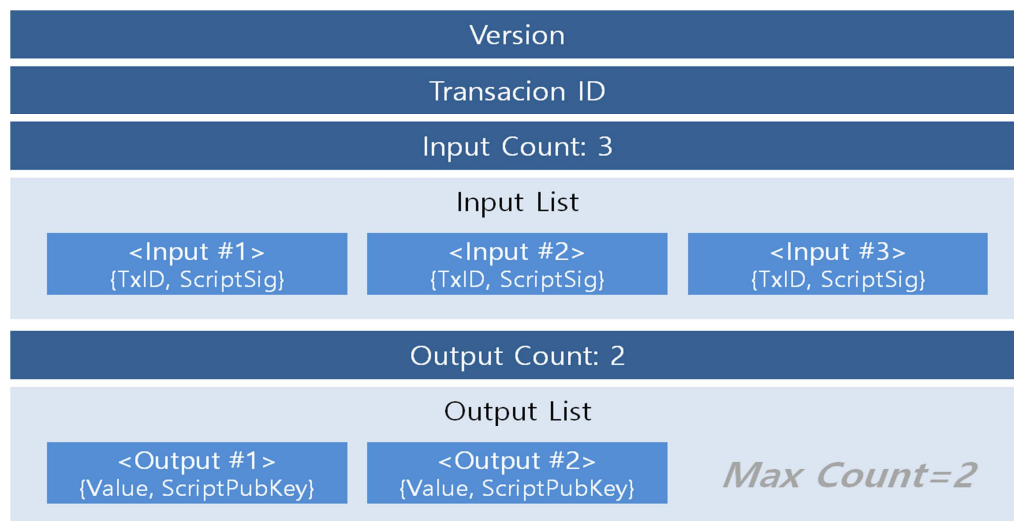 Version
Transacion ID
Input Count: 3
Input List
<Input #1>
{TxID, ScriptSig}
<Input #2>
{TxID, ScriptSig}
<Input #3>
{TxID, ScriptSig}
Output Count: 2
Output List
<Output #1>
{Value, ScriptPubKey}
<Output #2>
{Value, ScriptPubKey}
Max Count=2